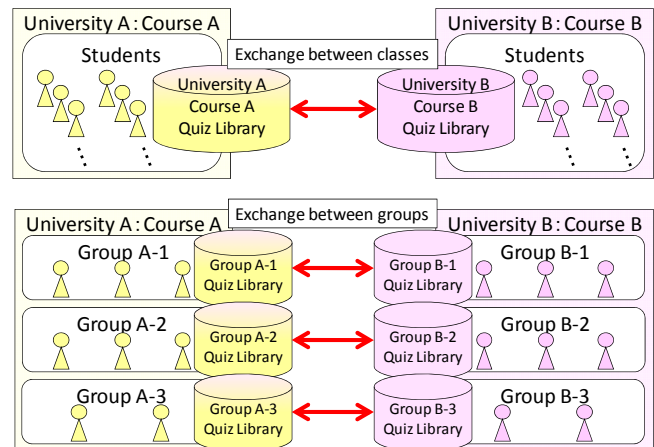 University A : Course A
University B : Course B
Exchange between classes
Students
Students
University A
Course A
Quiz Library
University B
Course B
Quiz Library
University A : Course A
University B : Course B
Exchange between groups
Group A-1
Group A-1
Quiz Library
Group B-1
Quiz Library
Group B-1
Group A-2
Group A-2
Quiz Library
Group B-2
Quiz Library
Group B-2
Group A-3
Group A-3
Quiz Library
Group B-3
Quiz Library
Group B-3